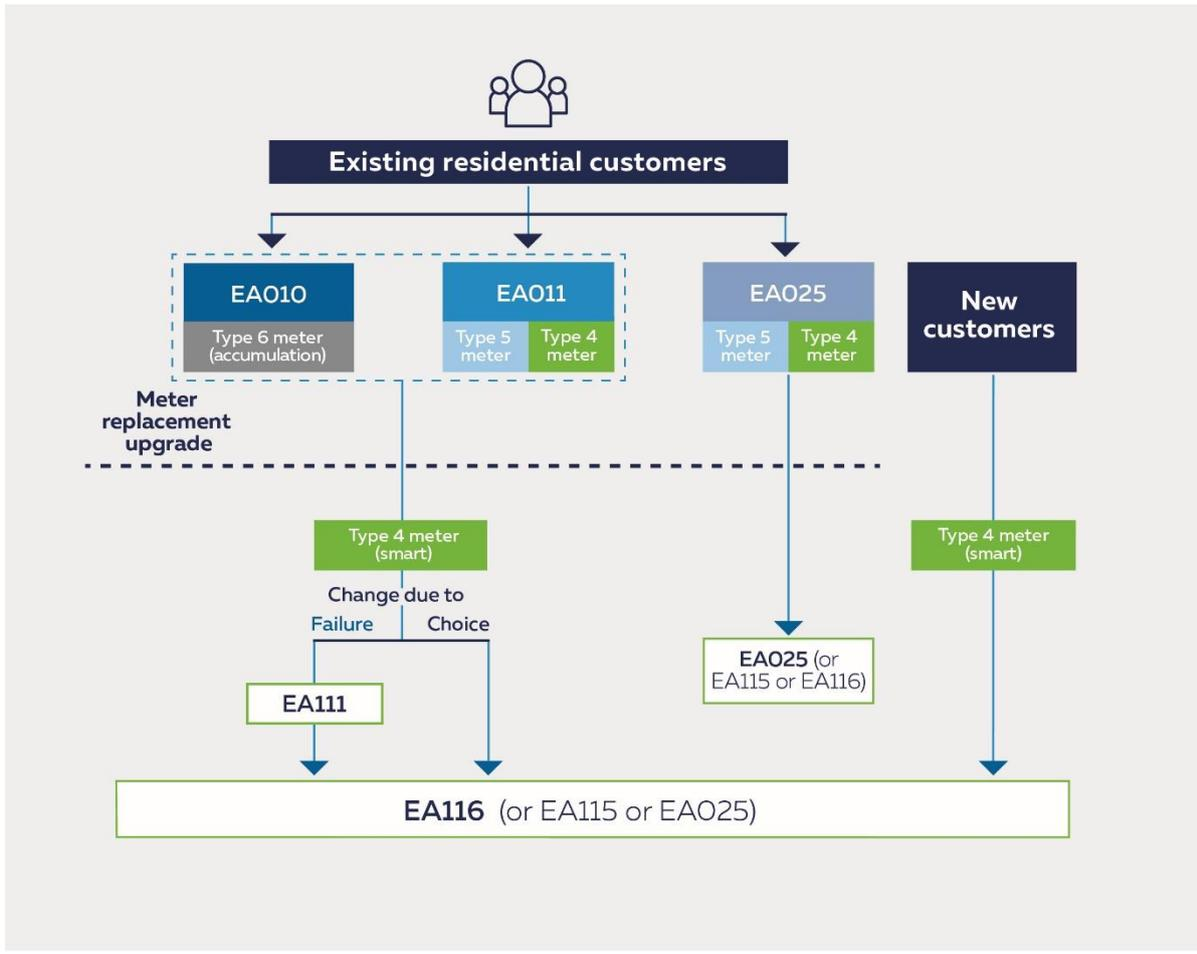 Existing residential customers
EA010
Type 6 meter
(accumulation)
EA011
Type 5
meter
Type 4
meter
EA025
Type 5
meter
Type 4
meter
New
customers
Meter
replacement
upgrade
Type 4 meter
(smart)
Type 4 meter
(smart)
Change due to
Failure
Choice
EA025 (or
EA115 or EA116)
EA111
EA116 (or EA115 or EA025)